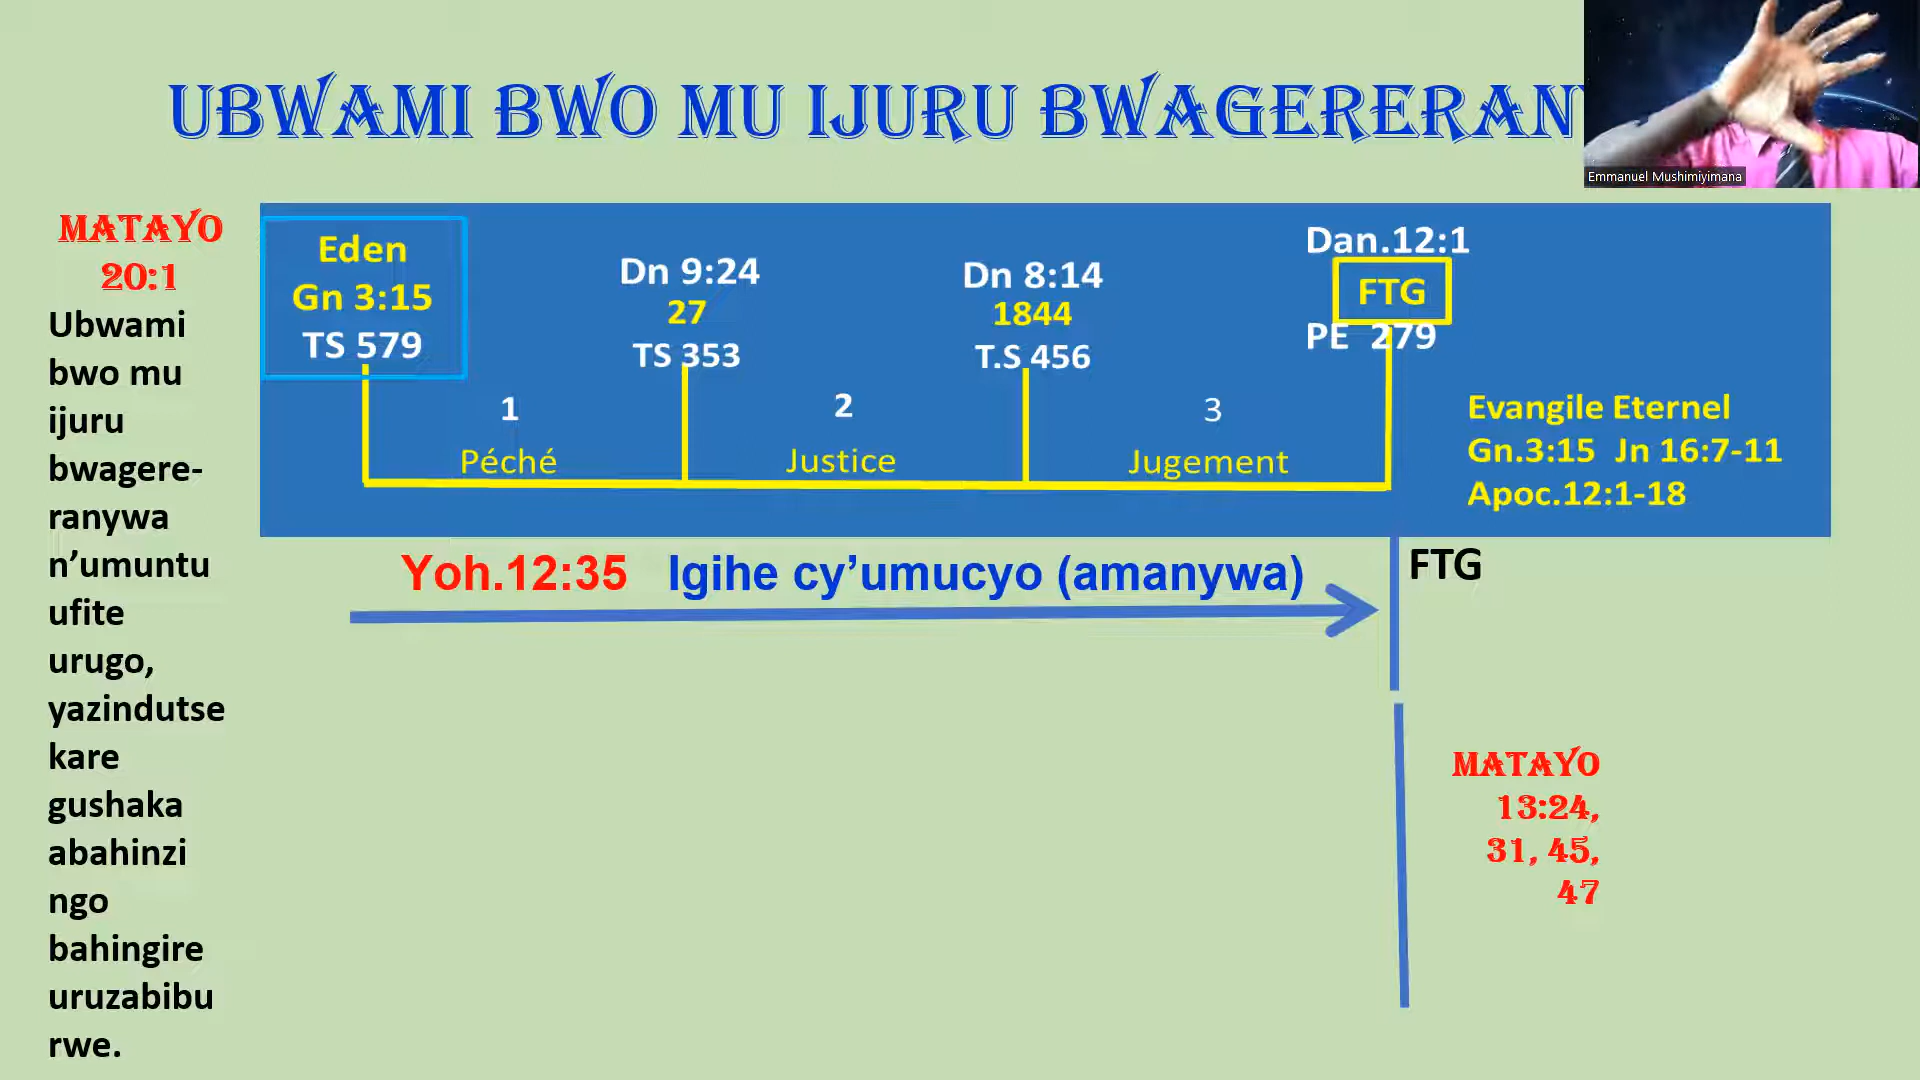 UBWAMI BWO MU IJURU BWAGERERAN
Emmanuel Mushimiyimana
MATAYO
20:1
Ubwami
bwo mu
ijuru
bwagere-
ranywa
n’umuntu
ufite
urugo,
yazindutse
kare
gushaka
abahinzi
ngo
bahingire
uruzabibu
rwe.
Eden
Gn 3:15
TS 579
Dn 9:24
27
TS 353
Dn 8:14
1844
T.S 456
Dan.12:1
FTG
PE 279
1
Péché
2
Justice
3
Jugement
Evangile Eternel
Gn.3:15 Jn 16:7-11
Apoc.12:1-18
Yoh.12:35 Igihe cy’umucyo (amanywa)
FTG
MATAYO
13:24,
31, 45,
47